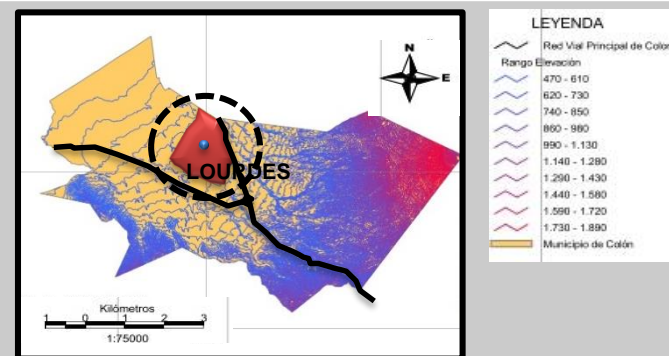 N
E
LOURDES
Kilómetros
1 0 1 2 3
1:75000
LEYENDA
Red Vial Principal de Colón
Rango Elevación
470 - 610
620 - 730
740 - 850
860 - 980
990 - 1.130
1.140 - 1.280
1.290 - 1.430
1.440 - 1.580
1.590 - 1.720
1.730 - 1.890
Municipio de Colón